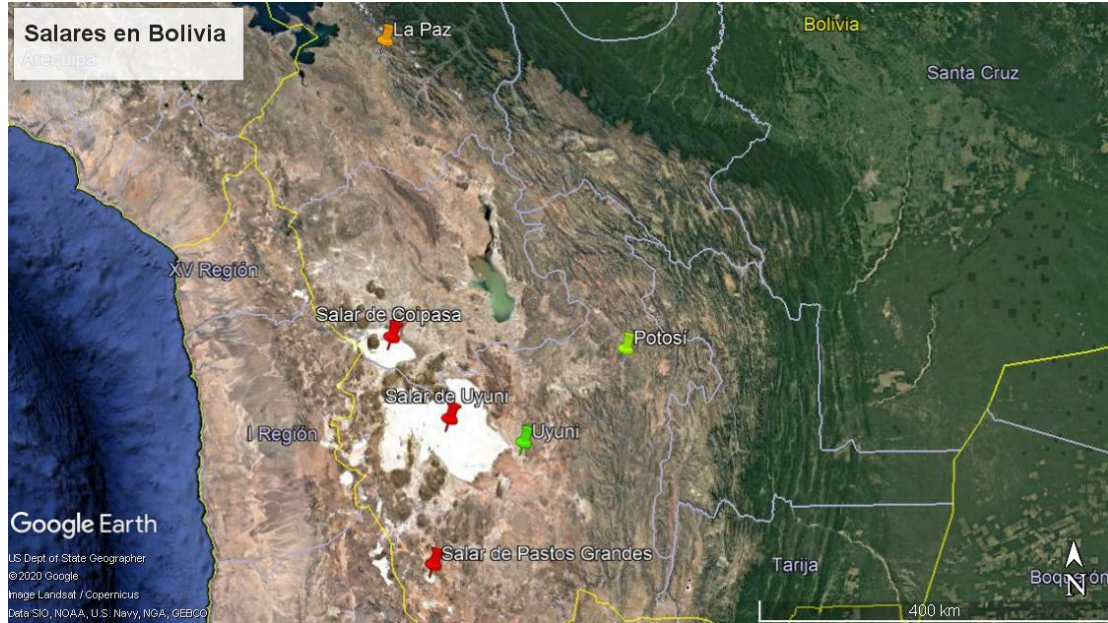 Salares en Bolivia
Arequipa
La Paz
Bolivia
Santa Cruz
XV Región
Salar de Coipasa
Potosí
Salar de Uyuni
I Región
Uyuni
Google Earth
Salar de Pastos Grandes
US Dept of State Geographer
© 2020 Google
Image Landsat / Copernicus
Data SIO, NOAA, U.S. Navy, NGA, GEBCO
Tarija
Boquerón
N
400 km